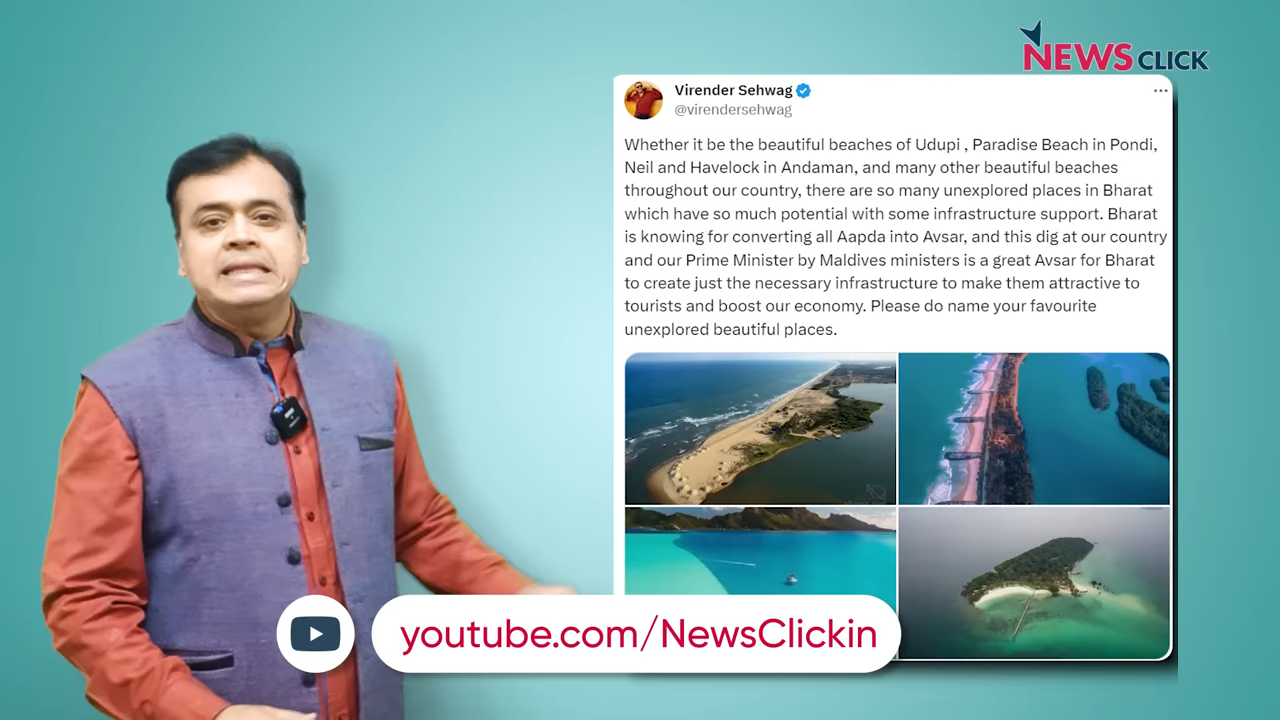 NEWS CLICK
Virender Sehwag
@virendersehwag
Whether it be the beautiful beaches of Udupi , Paradise Beach in Pondi,
Neil and Havelock in Andaman, and many other beautiful beaches
throughout our country, there are so many unexplored places in Bharat
which have so much potential with some infrastructure support. Bharat
is knowing for converting all Aapda into Avsar, and this dig at our country
and our Prime Minister by Maldives ministers is a great Avsar for Bharat
to create just the necessary infrastructure to make them attractive to
tourists and boost our economy. Please do name your favourite
unexplored beautiful places.
youtube.com/NewsClickin